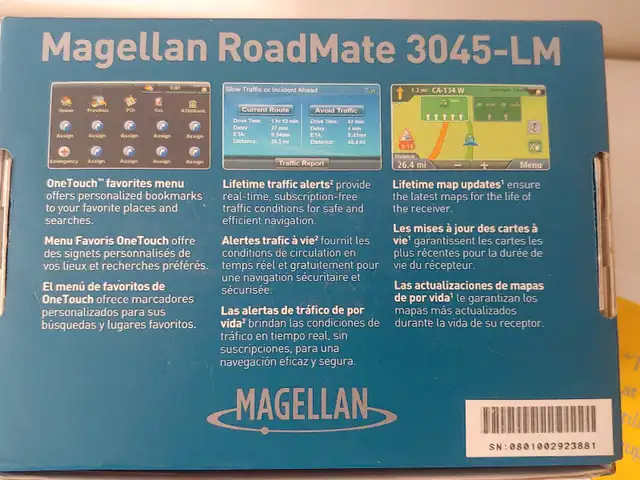 Magellan RoadMate 3045-LM
Slow Traffic or Incident Ahead
Current Route
Avoid Traffic
Drive Time:
Delay:
ETA:
Distance:
Drive Time:
Delay:
ETA:
Distance:
Traffic Report
Home
Previous
POI
Assign
Assign
Assign
Assign
Assign
Assign
Assign
Assign
Assign
Emergency
Assign
Assign
Assign
Assign
1.2 mi
CA-134 W
Distance
26.4 mi
Menu
OneTouch™ favorites menu
offers personalized bookmarks
to your favorite places and
searches.
Menu Favoris OneTouch offre
des signets personnalisés de
vos lieux et recherches préférés.
El menú de favoritos de
OneTouch ofrece marcadores
personalizados para sus
búsquedas y lugares favoritos.
Lifetime traffic alerts² provide
real-time, subscription-free
traffic conditions for safe and
efficient navigation.
Alertes trafic à vie² fournit les
conditions de circulation en
temps réel et gratuitement pour
une navigation sécuritaire et
sécurisée.
Las alertas de tráfico de por
vida² brindan las condiciones de
tráfico en tiempo real, sin
suscripciones, para una
navegación eficaz y segura.
Lifetime map updates¹ ensure
the latest maps for the life of
the receiver.
Les mises à jour des cartes à
vie¹ garantissent les cartes les
plus récentes pour la durée de
vie du récepteur.
Las actualizaciones de mapas
de por vida¹ le garantizan los
mapas más actualizados
durante la vida de su receptor.
MAGELLAN
SN:0801002923881